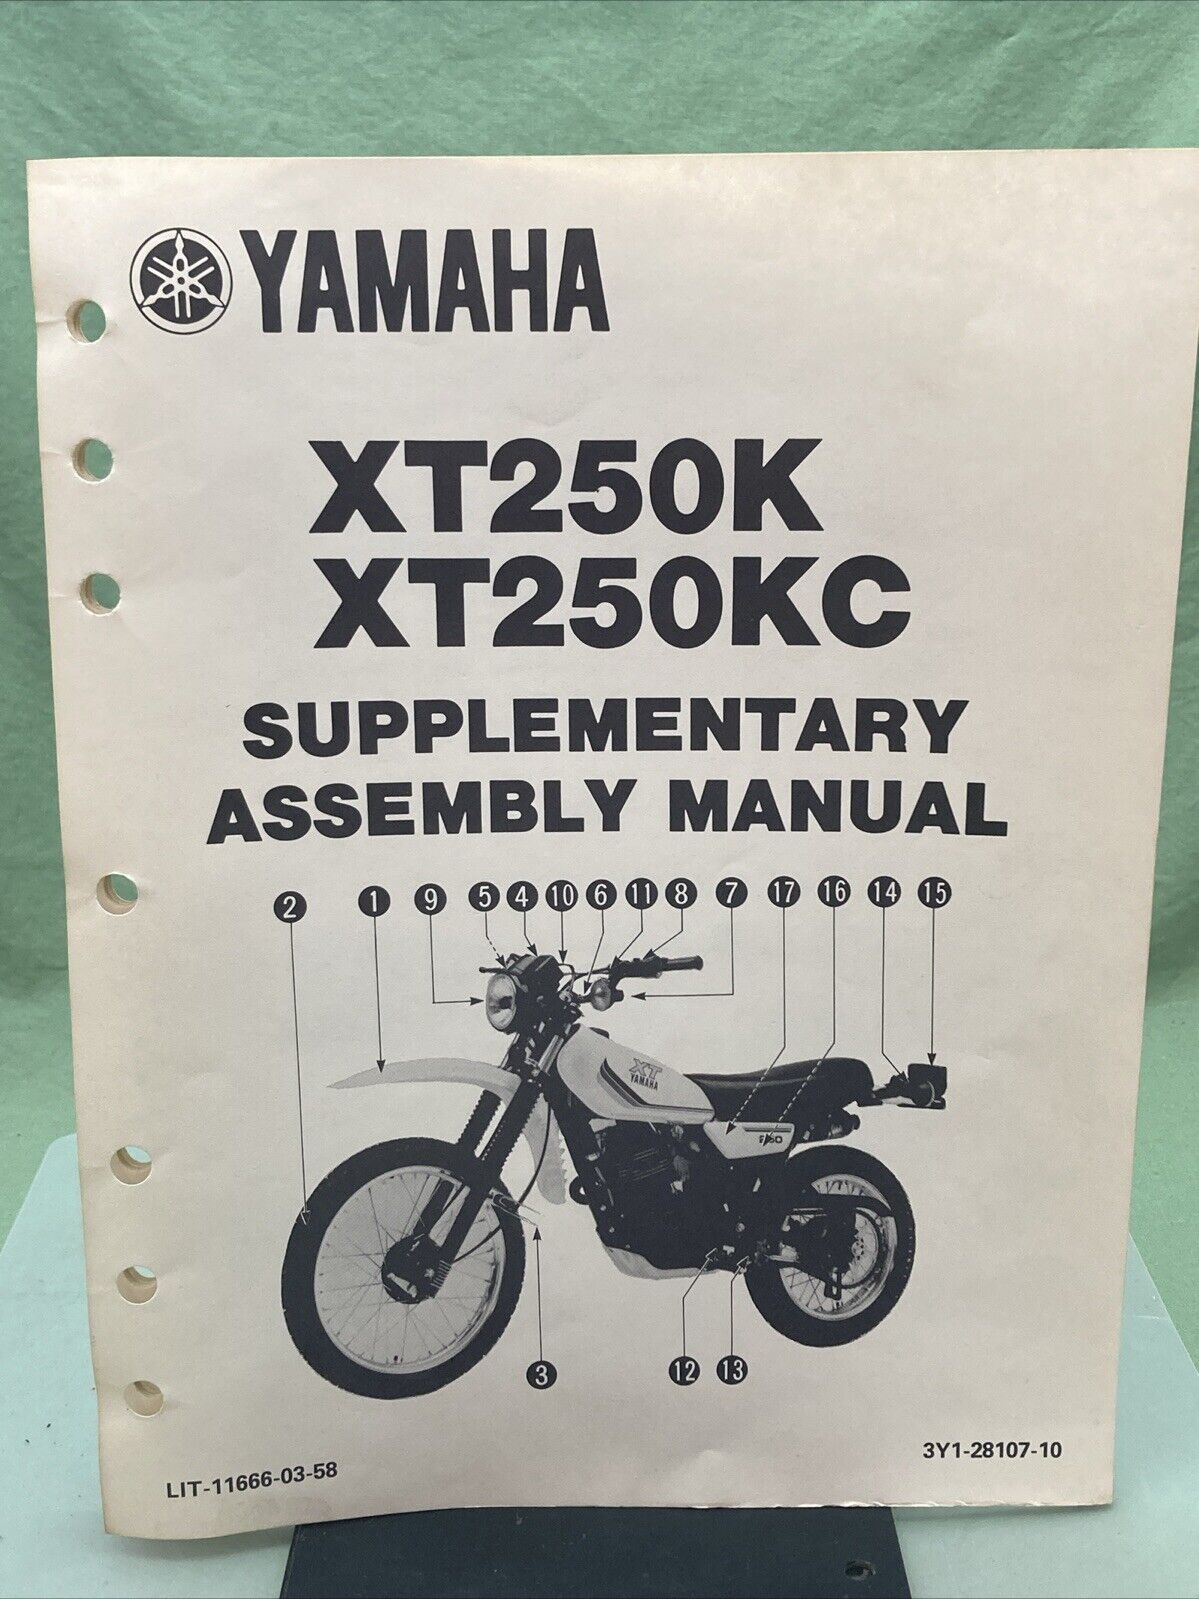 YAMAHA
XT250K
XT250KC
SUPPLEMENTARY
ASSEMBLY MANUAL
2 1 9 5 4 10 6 11 8 7 17 16 14 15
XT
YAMAHA
250
3 12 13
LIT-11666-03-58
3Y1-28107-10